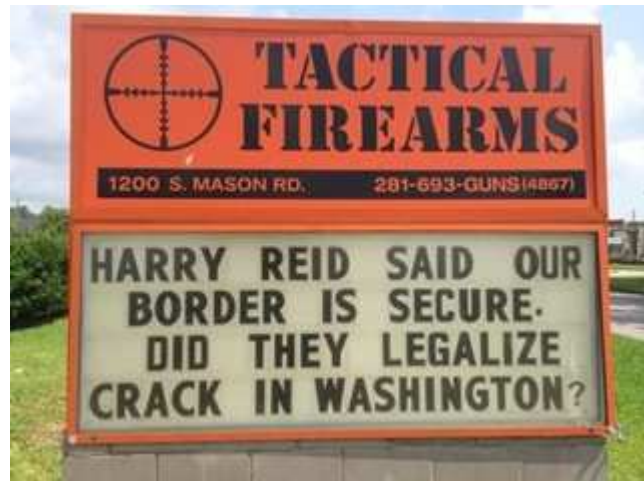 TACTICAL
FIREARMS
1200 S. MASON RD. 281-693-GUNS(4867)
HARRY REID SAID OUR
BORDER IS SECURE.
DID THEY LEGALIZE
CRACK IN WASHINGTON?